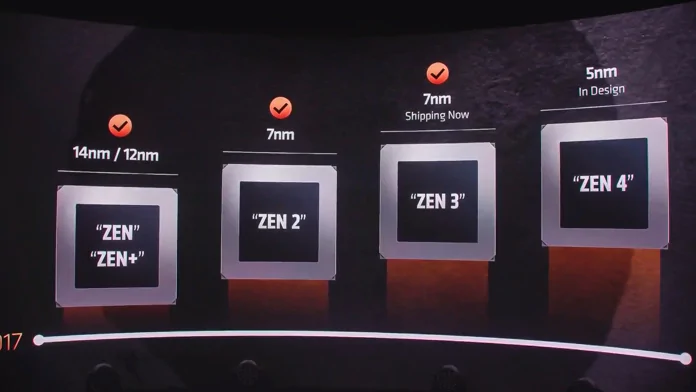 14nm / 12nm
"ZEN"
"ZEN+"
7nm
"ZEN 2"
7nm
Shipping Now
"ZEN 3"
5nm
In Design
"ZEN 4"
017